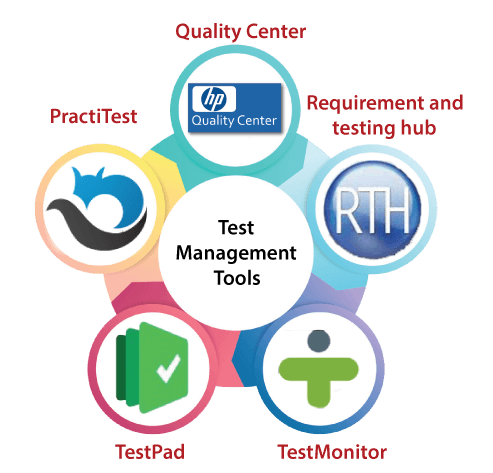 Quality Center
hp
Quality Center
PractiTest
Requirement and
testing hub
RTH
Test
Management
Tools
TestPad
TestMonitor